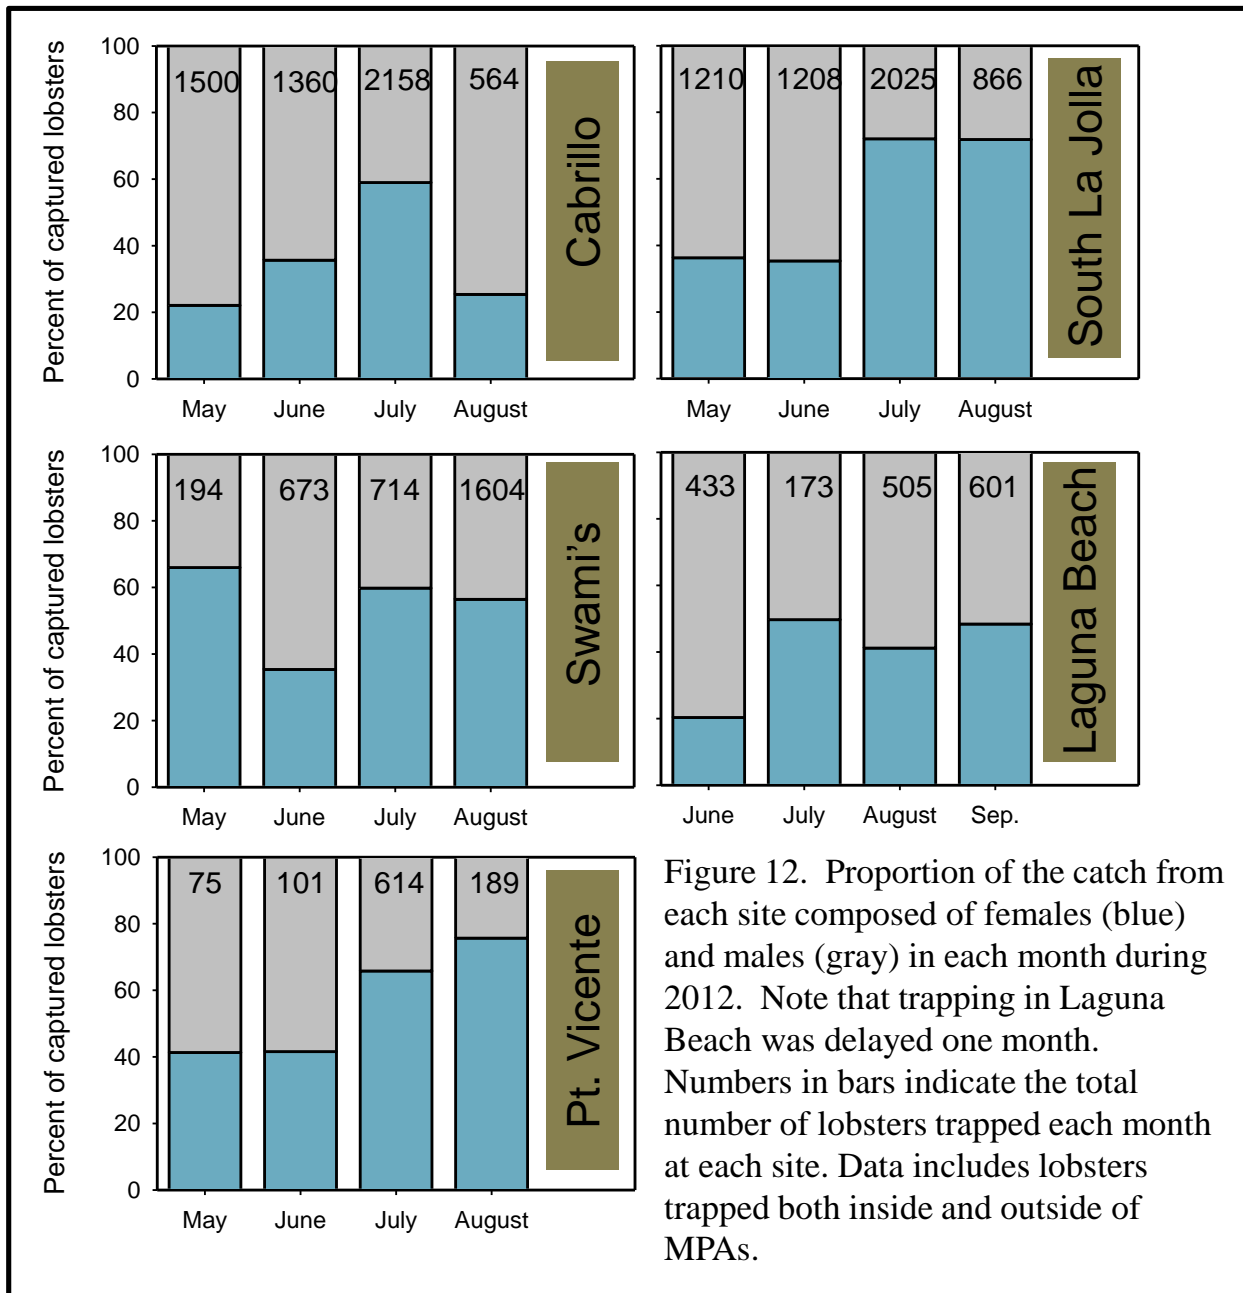 Percent of captured lobsters
100
80
60
40
20
0
1500 1360 2158 564
Cabrillo
May June July August
1210 1208 2025 866
South La Jolla
May June July August
Percent of captured lobsters
100
80
60
40
20
0
194 673 714 1604
Swami's
May June July August
433 173 505 601
Laguna Beach
June July August Sep.
Percent of captured lobsters
100
80
60
40
20
0
75 101 614 189
Pt. Vicente
May June July August
Figure 12.  Proportion of the catch from
each site composed of females (blue)
and males (gray) in each month during
2012.  Note that trapping in Laguna
Beach was delayed one month.
Numbers in bars indicate the total
number of lobsters trapped each month
at each site. Data includes lobsters
trapped both inside and outside of
MPAs.